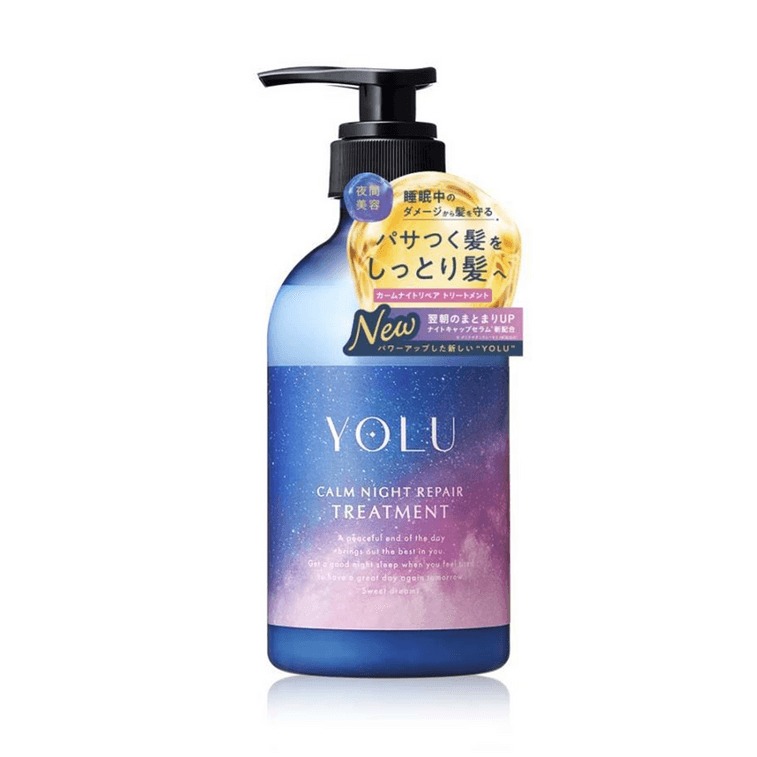 夜間
美容
睡眠中の
ダメージから髪を守る
パサつく髪を
しっとり髪へ
カームナイトリペア トリートメント
New
翌朝のまとまりUP
ナイトキャップセラム 新配合
パワーアップした新しい“YOLU”
YOLU
CALM NIGHT REPAIR
TREATMENT
A peaceful end of the day
brings out the best in you.
Get a good night sleep when you feel tired
to have a great day again tomorrow.
Sweet dreams